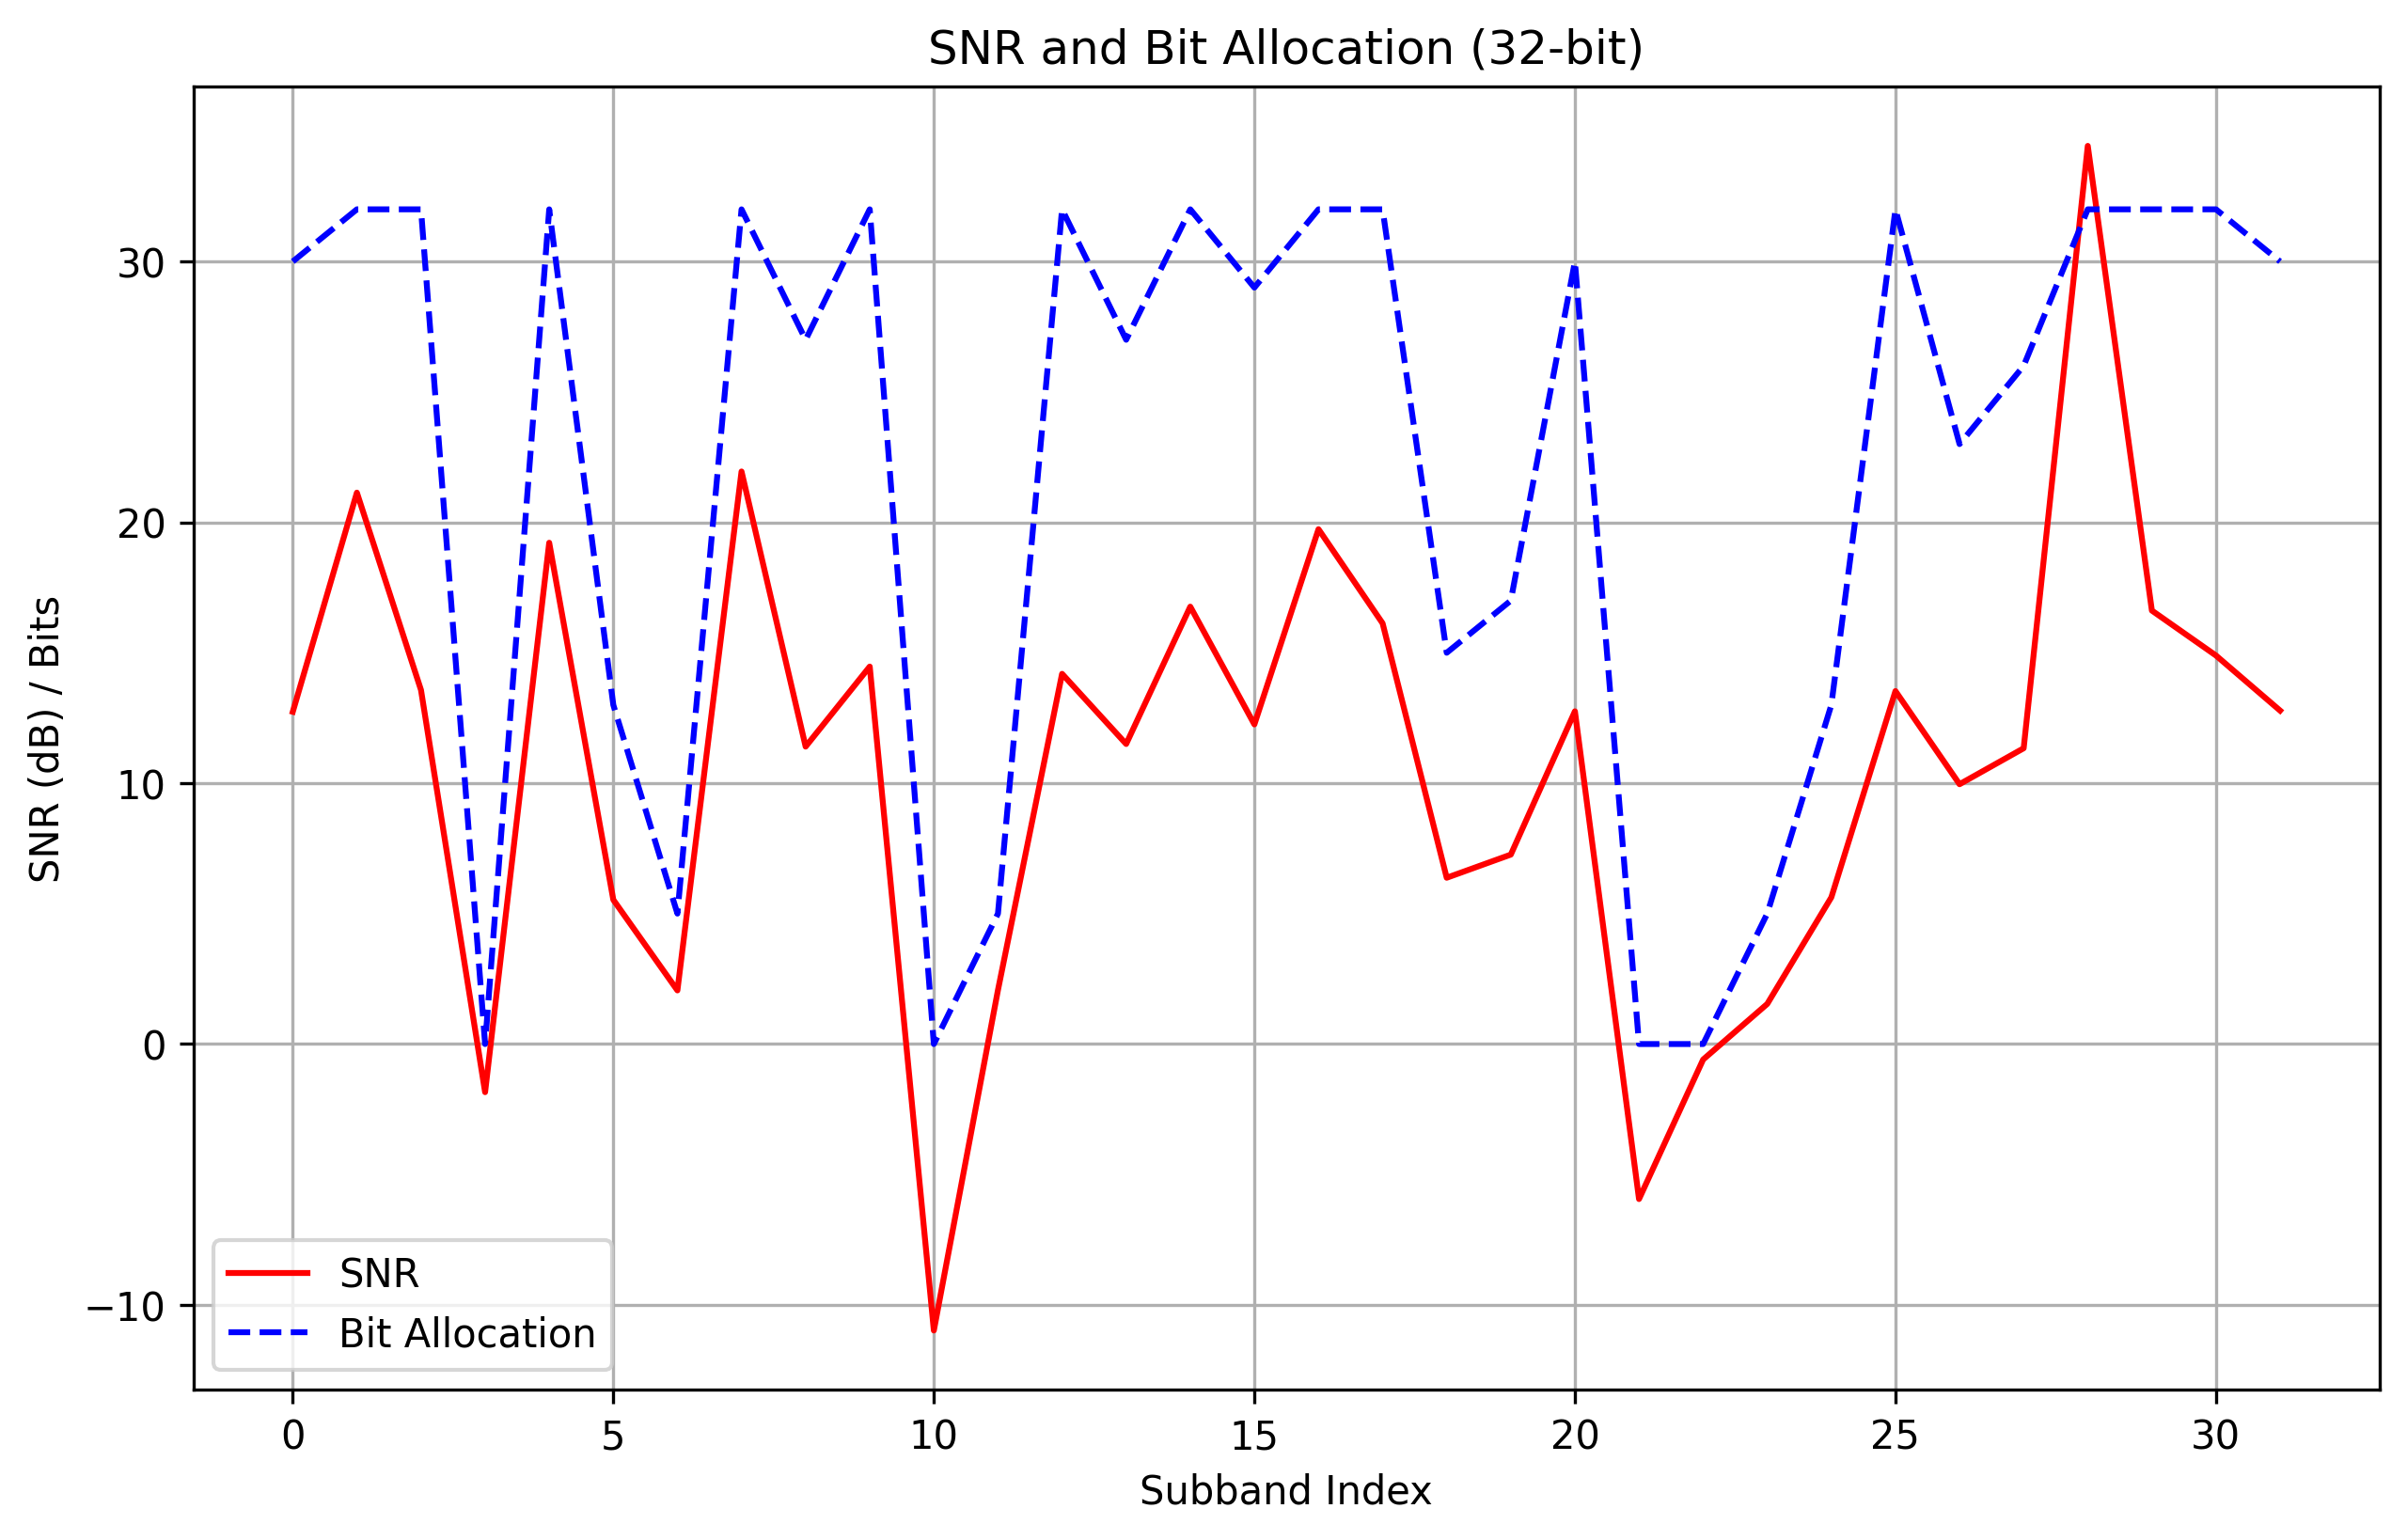 SNR and Bit Allocation (32-bit)
SNR (dB) / Bits
30
20
10
0
−10
SNR
Bit Allocation
0 5 10 15 20 25 30
Subband Index